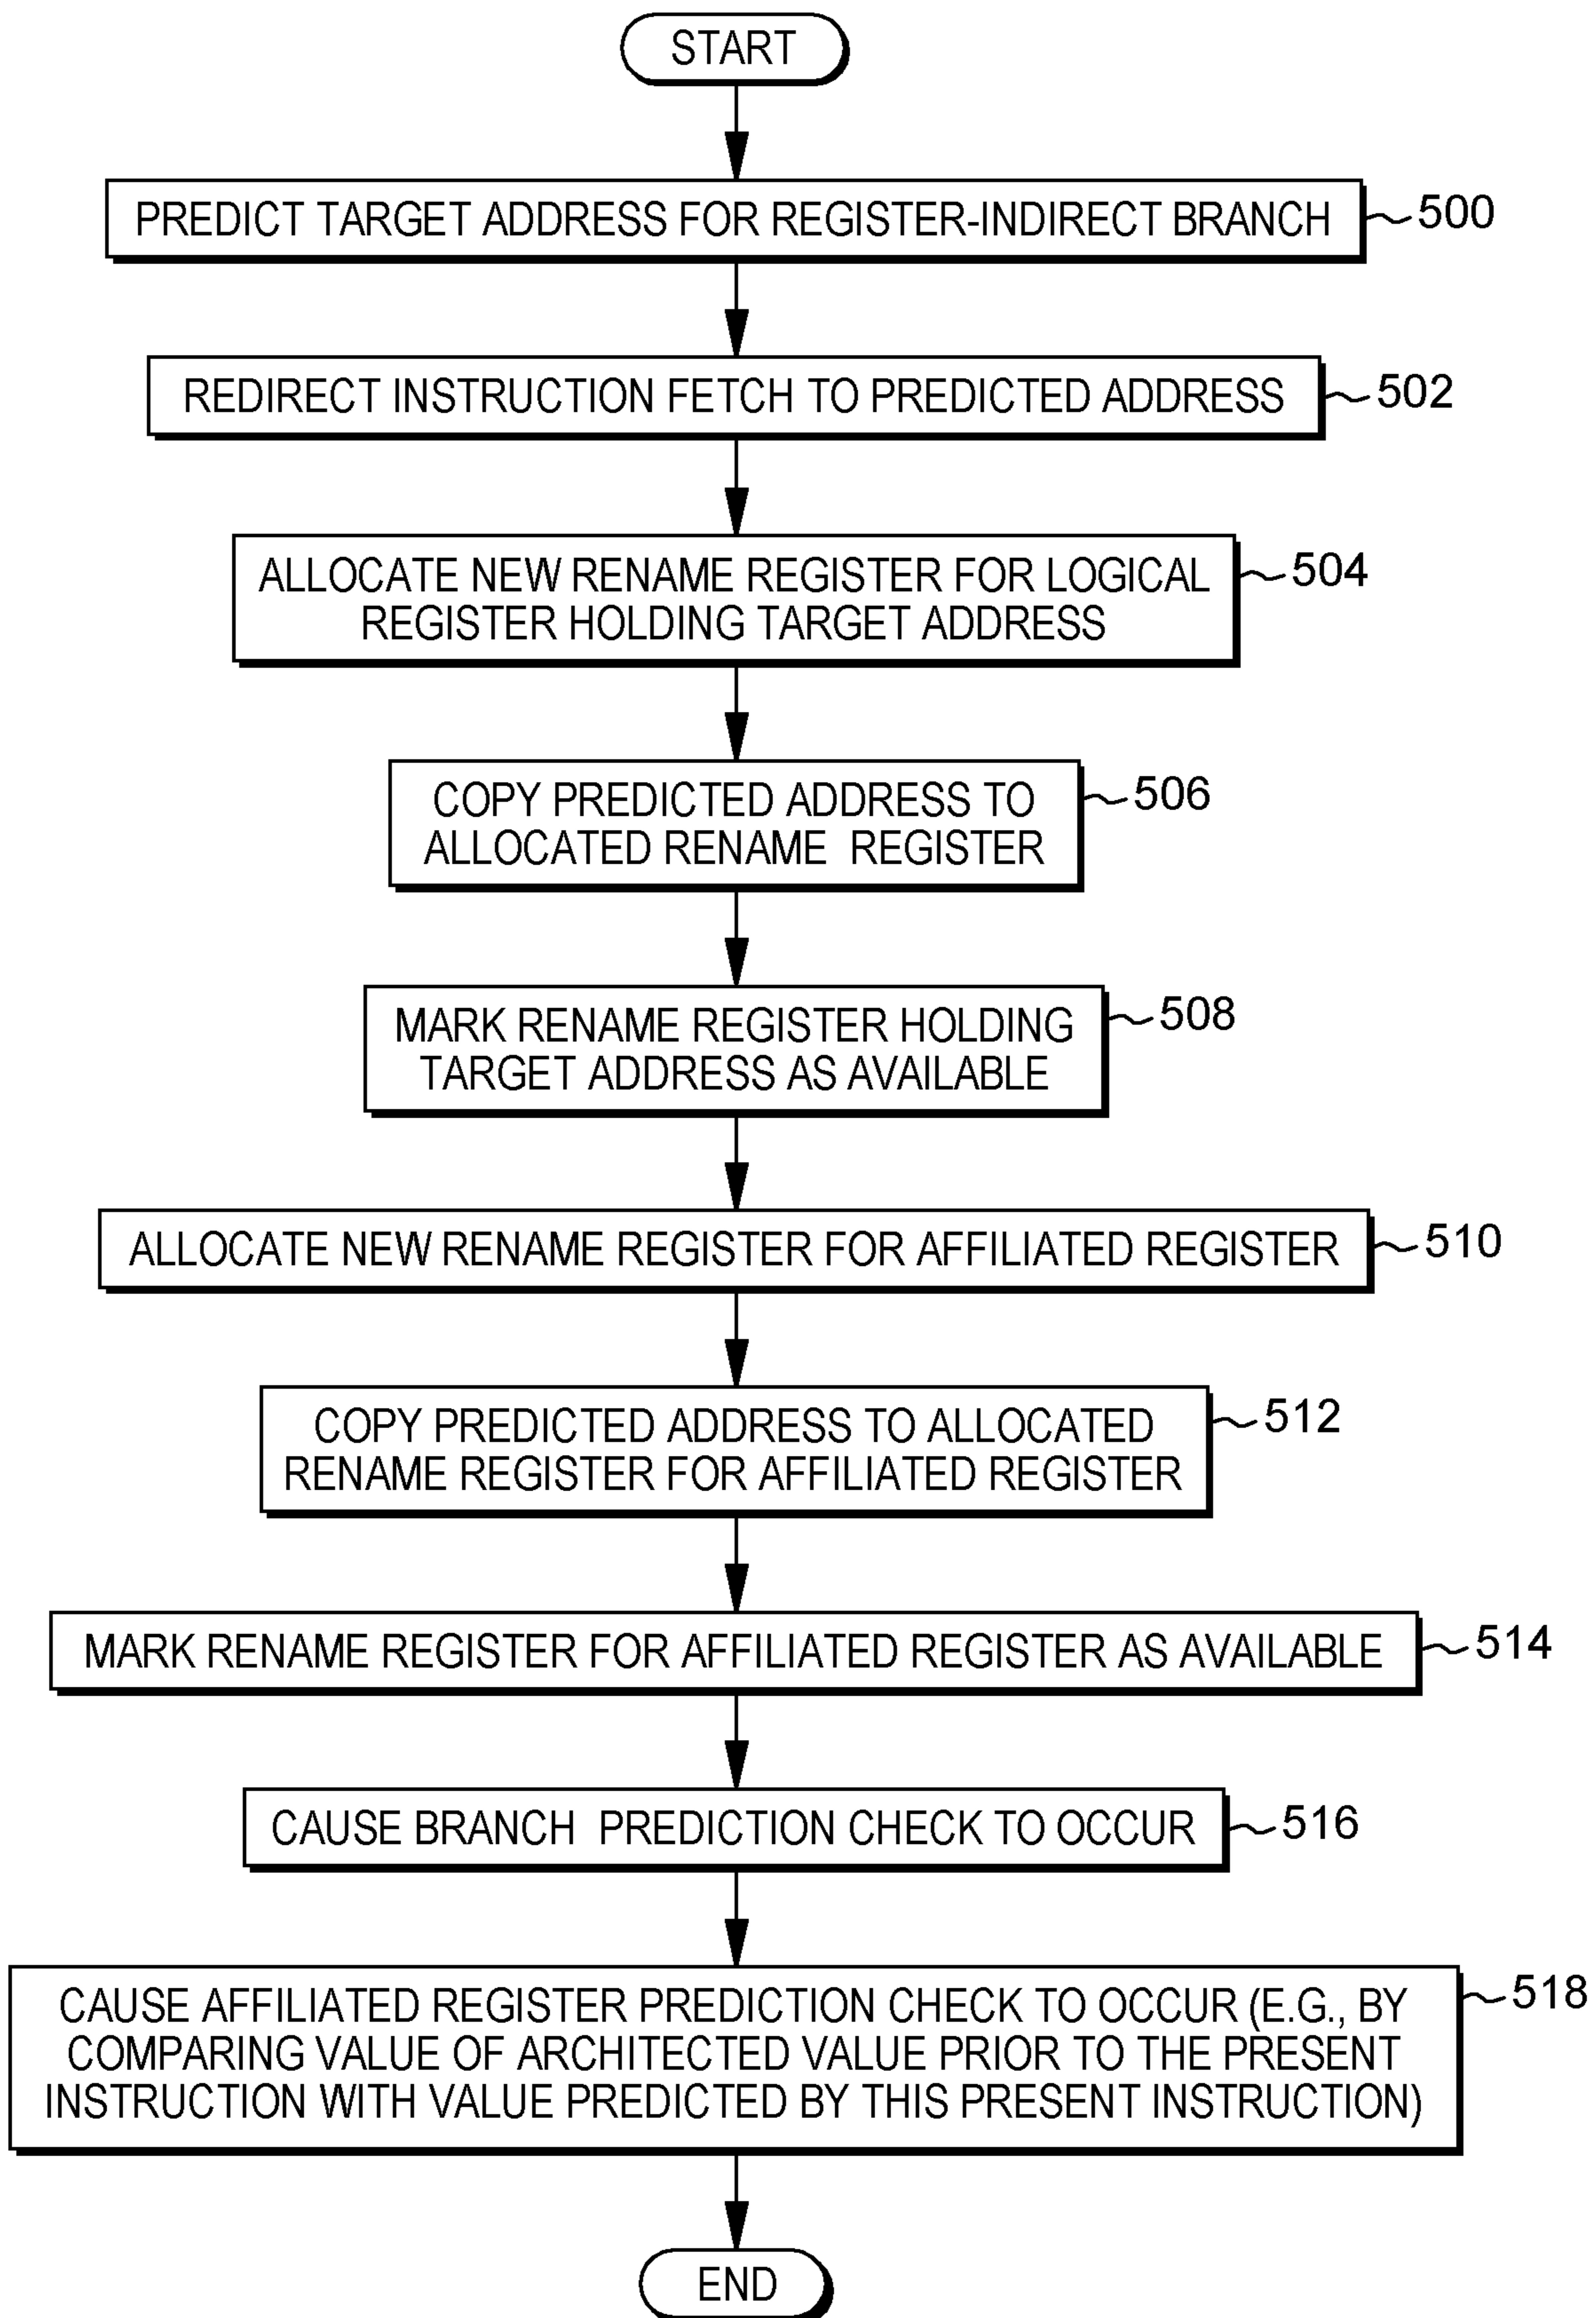 START
PREDICT TARGET ADDRESS FOR REGISTER-INDIRECT BRANCH
500
REDIRECT INSTRUCTION FETCH TO PREDICTED ADDRESS
502
ALLOCATE NEW RENAME REGISTER FOR LOGICAL
REGISTER HOLDING TARGET ADDRESS
504
COPY PREDICTED ADDRESS TO
ALLOCATED RENAME REGISTER
506
MARK RENAME REGISTER HOLDING
TARGET ADDRESS AS AVAILABLE
508
ALLOCATE NEW RENAME REGISTER FOR AFFILIATED REGISTER
510
COPY PREDICTED ADDRESS TO ALLOCATED
RENAME REGISTER FOR AFFILIATED REGISTER
512
MARK RENAME REGISTER FOR AFFILIATED REGISTER AS AVAILABLE
514
CAUSE BRANCH PREDICTION CHECK TO OCCUR
516
CAUSE AFFILIATED REGISTER PREDICTION CHECK TO OCCUR (E.G., BY
COMPARING VALUE OF ARCHITECTED VALUE PRIOR TO THE PRESENT
INSTRUCTION WITH VALUE PREDICTED BY THIS PRESENT INSTRUCTION)
518
END